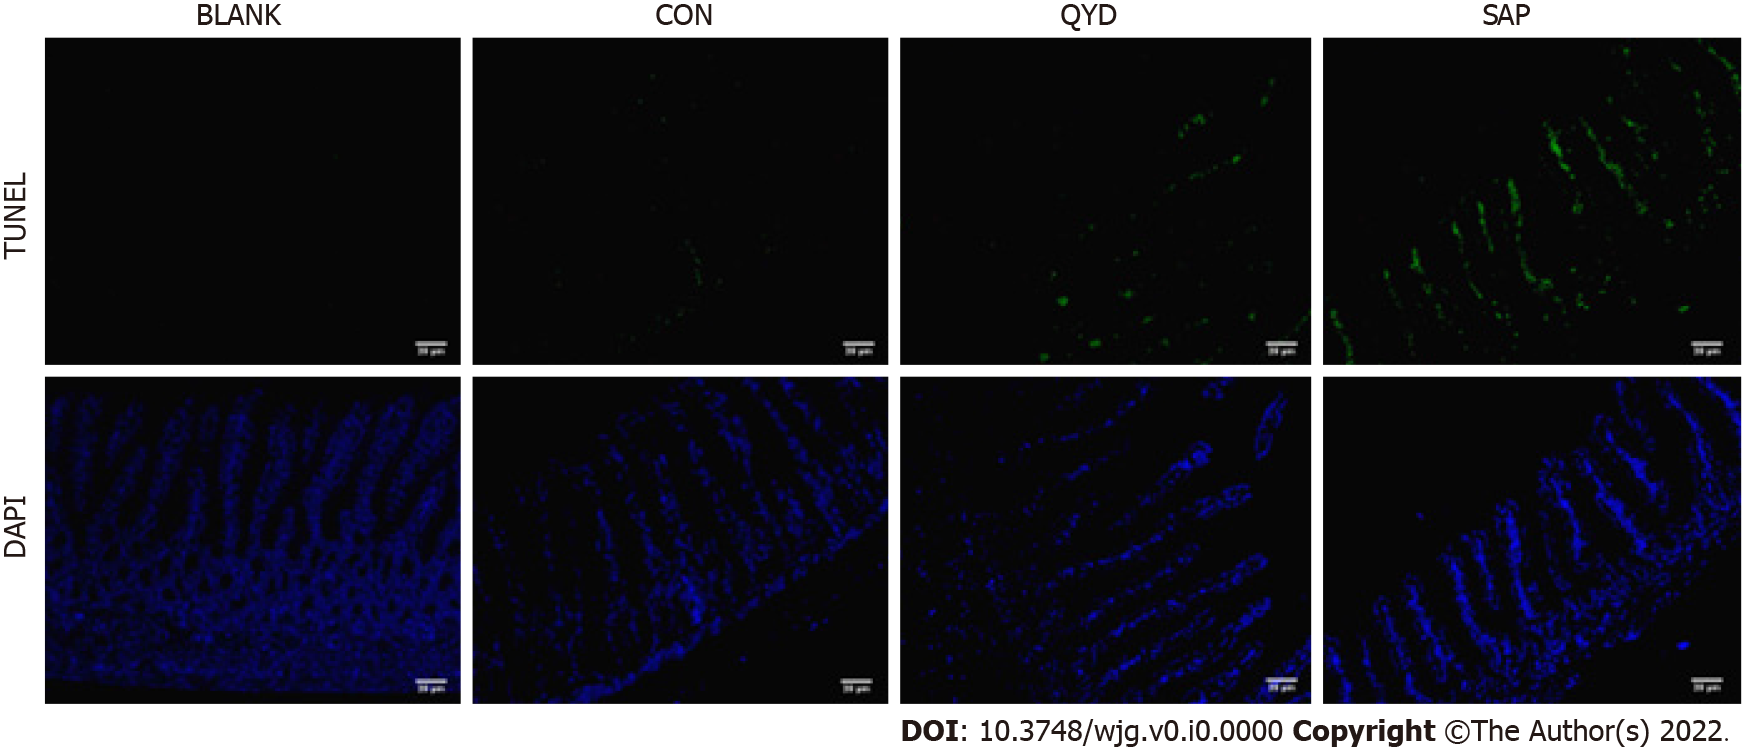 BLANK CON QYD SAP
TUNEL
DAPI
DOI: 10.3748/wjg.v0.i0.0000 Copyright ©The Author(s) 2022.